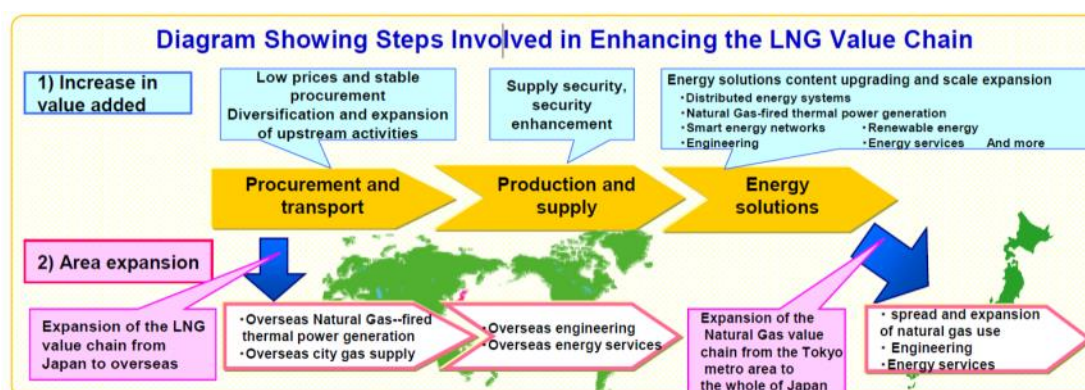 Diagram Showing Steps Involved in Enhancing the LNG Value Chain
1) Increase in
value added
Low prices and stable
procurement
Diversification and expansion
of upstream activities
Supply security,
security
enhancement
Energy solutions content upgrading and scale expansion
・Distributed energy systems
・Natural Gas-fired thermal power generation
・Smart energy networks ・Renewable energy
・Engineering ・Energy services And more
Procurement and
transport
Production and
supply
Energy
solutions
2) Area expansion
Expansion of the LNG
value chain from
Japan to overseas
・Overseas Natural Gas--fired
thermal power generation
・Overseas city gas supply
・Overseas engineering
・Overseas energy services
Expansion of the
Natural Gas value
chain from the Tokyo
metro area to
the whole of Japan
・ spread and expansion
of natural gas use
・ Engineering
・ Energy services